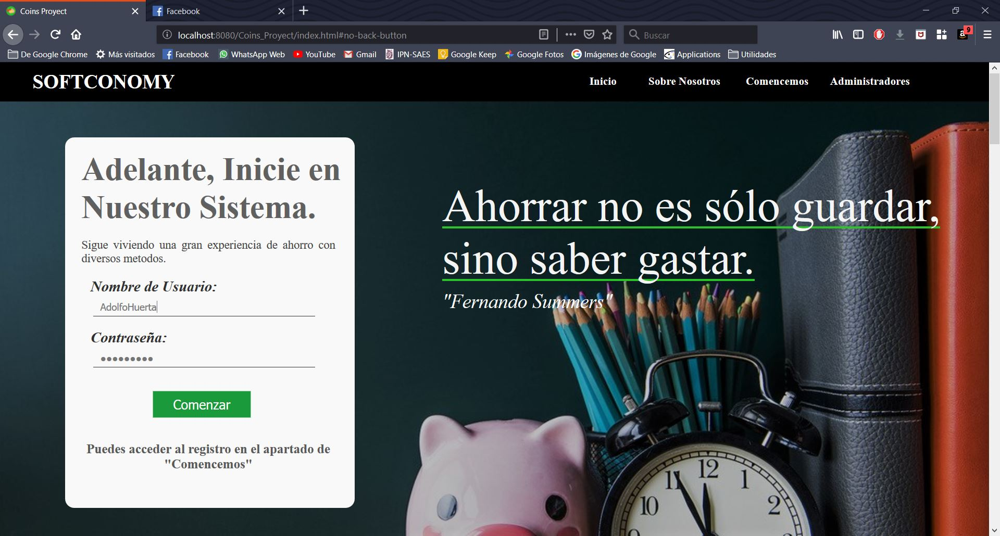 Coins Proyect
Facebook
localhost:8080/Coins_Proyect/index.html#no-back-button
Buscar
9
De Google Chrome
Más visitados
Facebook
WhatsApp Web
YouTube
Gmail
IPN-SAES
Google Keep
Google Fotos
Imágenes de Google
Applications
Utilidades
SOFTCONOMY
Inicio
Sobre Nosotros
Comencemos
Administradores
Adelante, Inicie en
Nuestro Sistema.
Sigue viviendo una gran experiencia de ahorro con
diversos metodos.
Nombre de Usuario:
AdolfoHuerta
Contraseña:
•••••••••
Comenzar
Puedes acceder al registro en el apartado de
"Comencemos"
Ahorrar no es sólo guardar,
sino saber gastar.
"Fernando Summers"
11
12
1
10
2